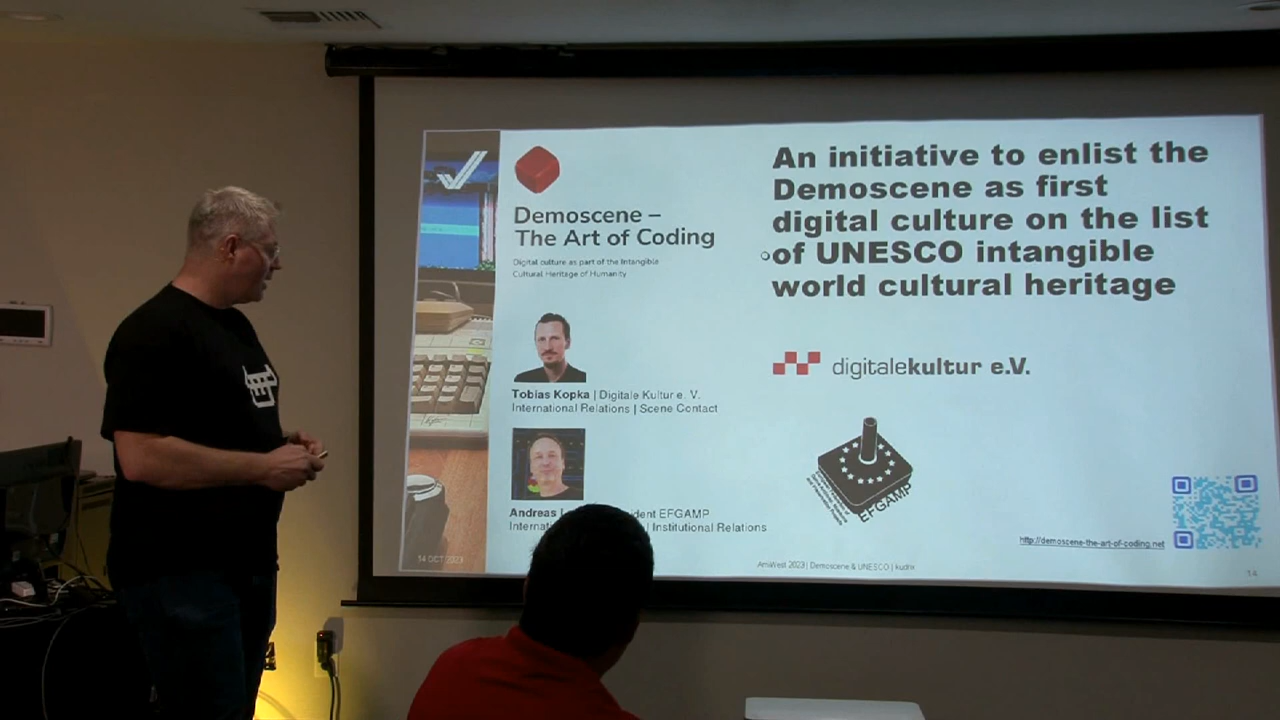 Demoscene –
The Art of Coding
Digital culture as part of the Intangible
Cultural Heritage of Humanity
Tobias Kopka | Digitale Kultur e. V.
International Relations | Scene Contact
Andreas
ident EFGAMP
Internat
| Institutional Relations
14 OCT 2023
An initiative to enlist the
Demoscene as first
digital culture on the list
of UNESCO intangible
world cultural heritage
digitalekultur e.V.
EFGAMP
http://demoscene-the-art-of-coding.net
AmiWest 2023 | Demoscene & UNESCO | kudrix
14